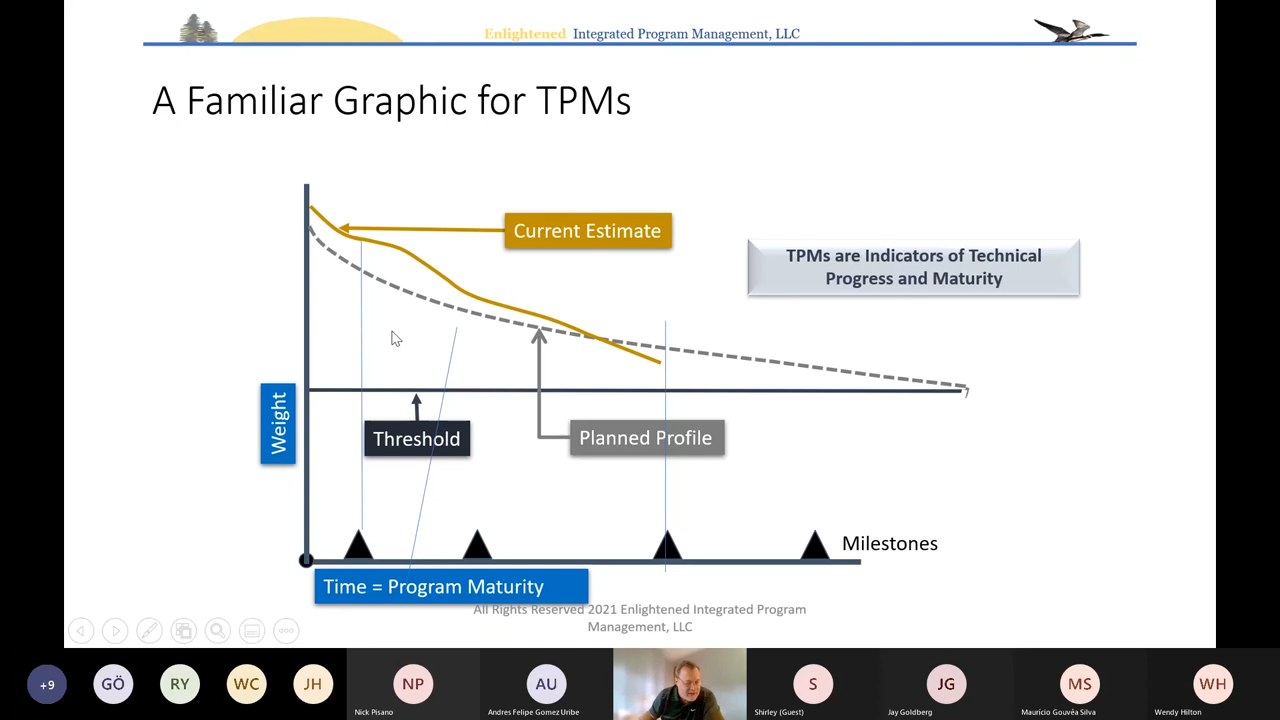 Enlightened Integrated Program Management, LLC
A Familiar Graphic for TPMs
Current Estimate
TPMs are Indicators of Technical
Progress and Maturity
Weight
Threshold
Planned Profile
Milestones
Time = Program Maturity
All Rights Reserved 2021 Enlightened Integrated Program
Management, LLC
+9
GÖ
RY
WC
JH
NP
Nick Pisano
AU
Andres Felipe Gomez Uribe
S
Shirley (Guest)
JG
Jay Goldberg
MS
Maurício Gouvêa Silva
WH
Wendy Hilton